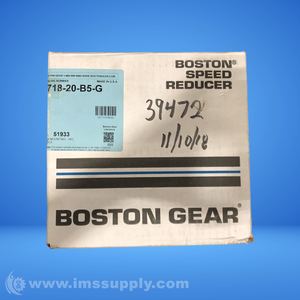 MADE IN U.S.A.
718-20-B5-G
51933
BOSTON®
SPEED
REDUCER
39472
11/10/18
BOSTON GEAR®
© www.imssupply.com